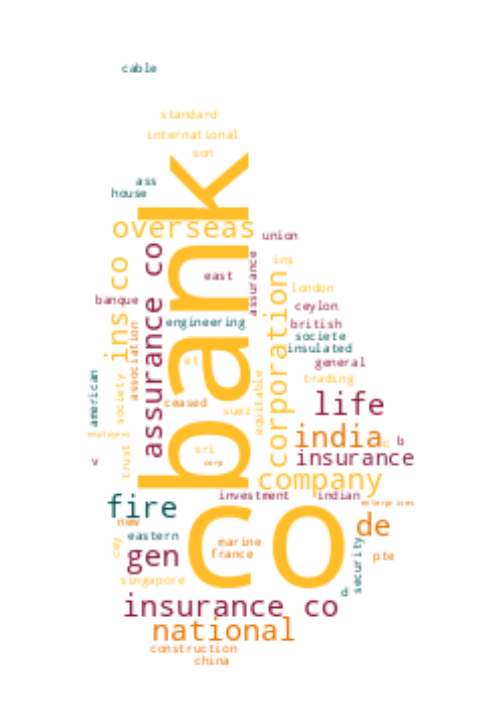 cable
standard
international
son
ass
house
bank
overseas
union
assurance co
ins co
east
assurance
ins
corporation
london
banque
ceylon
engineering
british
association
societe
insulated
et
general
american
society
equitable
trading
ceased
life
suez
employees
india
c
b
sri
insurance
v
corp
trust
company
investment
indian
fire
co
enterprises
new
de
eastern
marine
cey
gen
france
pte
security
singapore
d
insurance co
national
construction
china